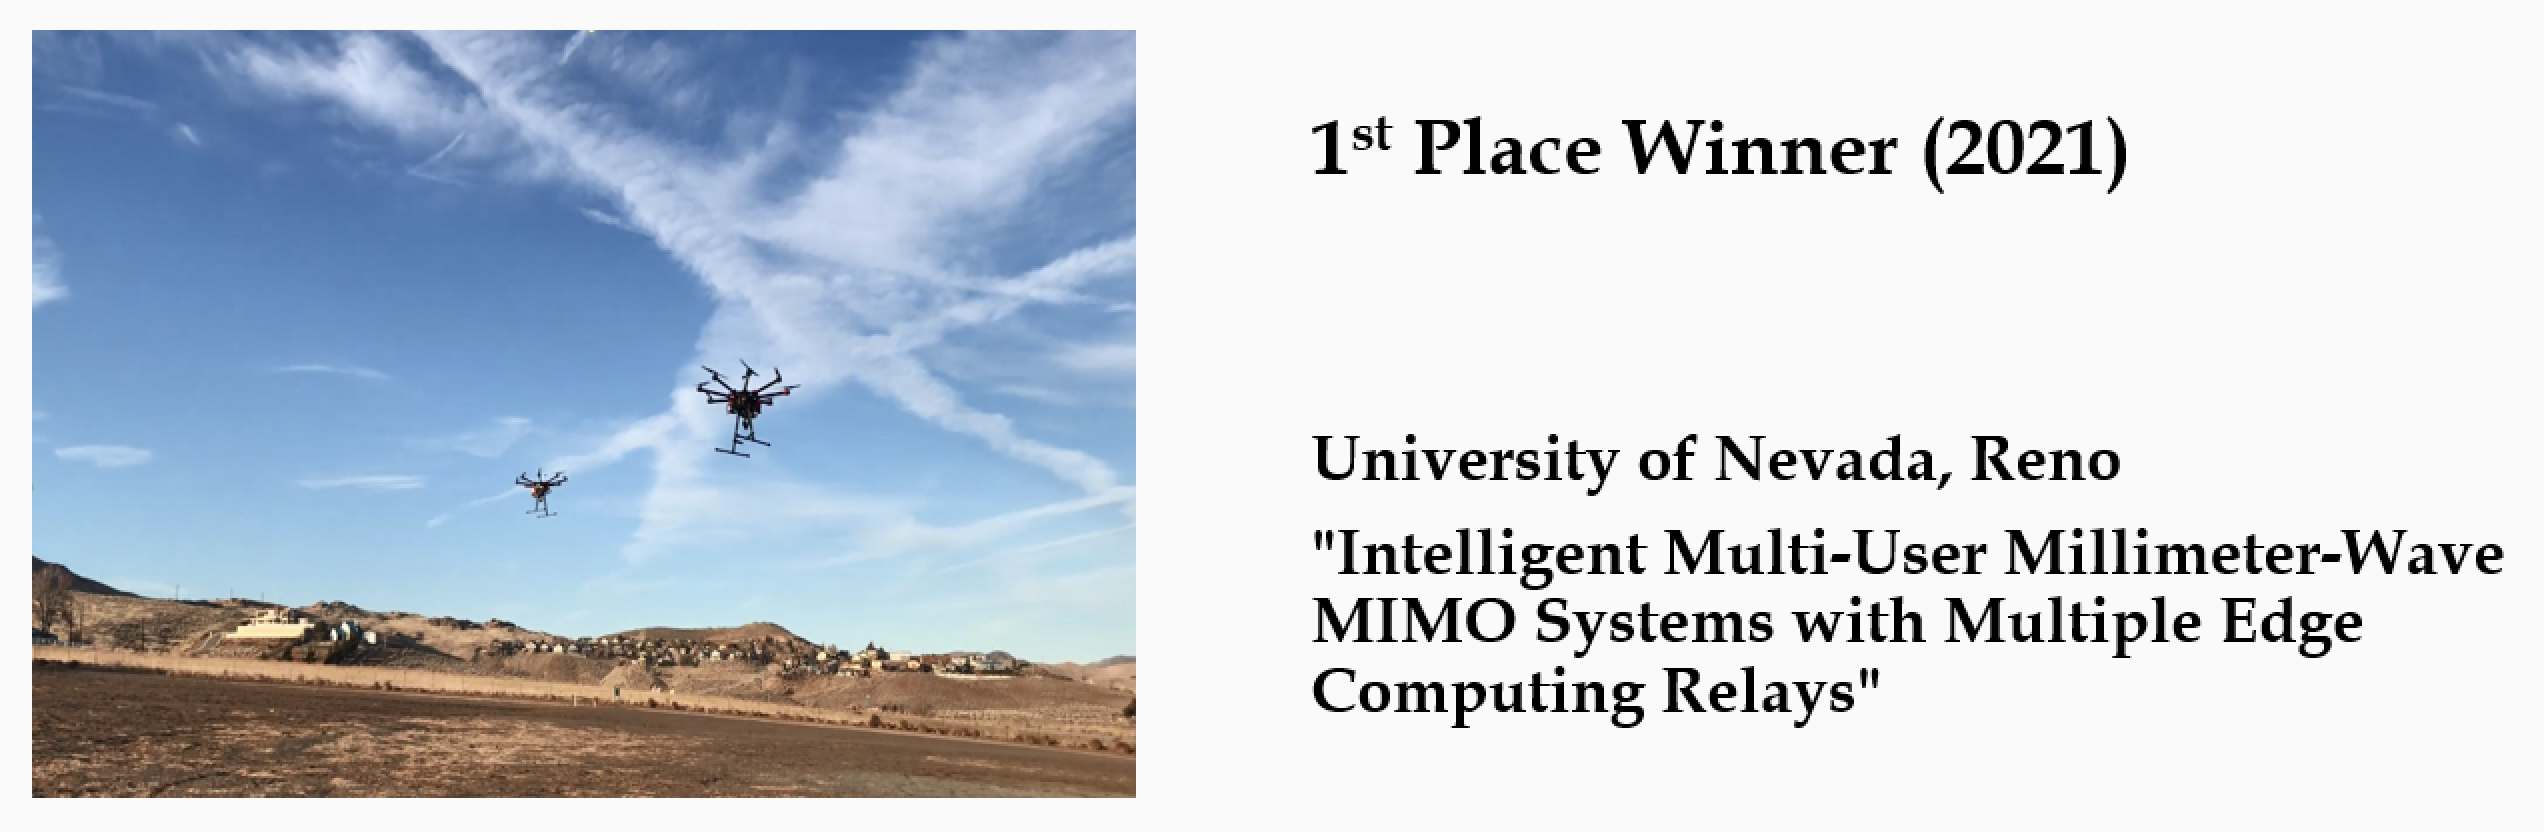 1st Place Winner (2021)
University of Nevada, Reno
"Intelligent Multi-User Millimeter-Wave
MIMO Systems with Multiple Edge
Computing Relays"